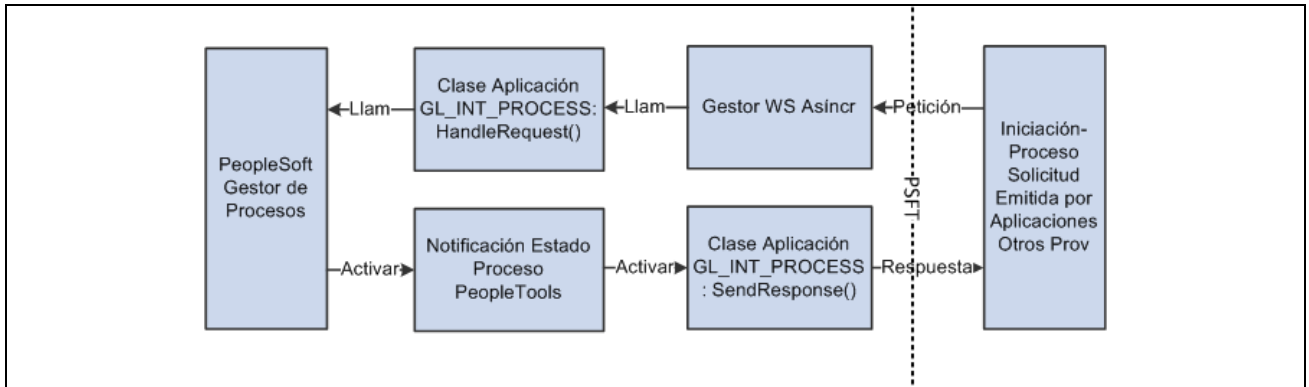 PeopleSoft
Gestor de
Procesos
Llam
Clase Aplicación
GL_INT_PROCESS:
HandleRequest()
Llam
Gestor WS Asíncr
Petición
Iniciación-
Proceso
Solicitud
Emitida por
Aplicaciones
Otros Prov
PSFT
Activar
Notificación Estado
Proceso
PeopleTools
Activar
Clase Aplicación
GL_INT_PROCESS
: SendResponse()
Respuesta